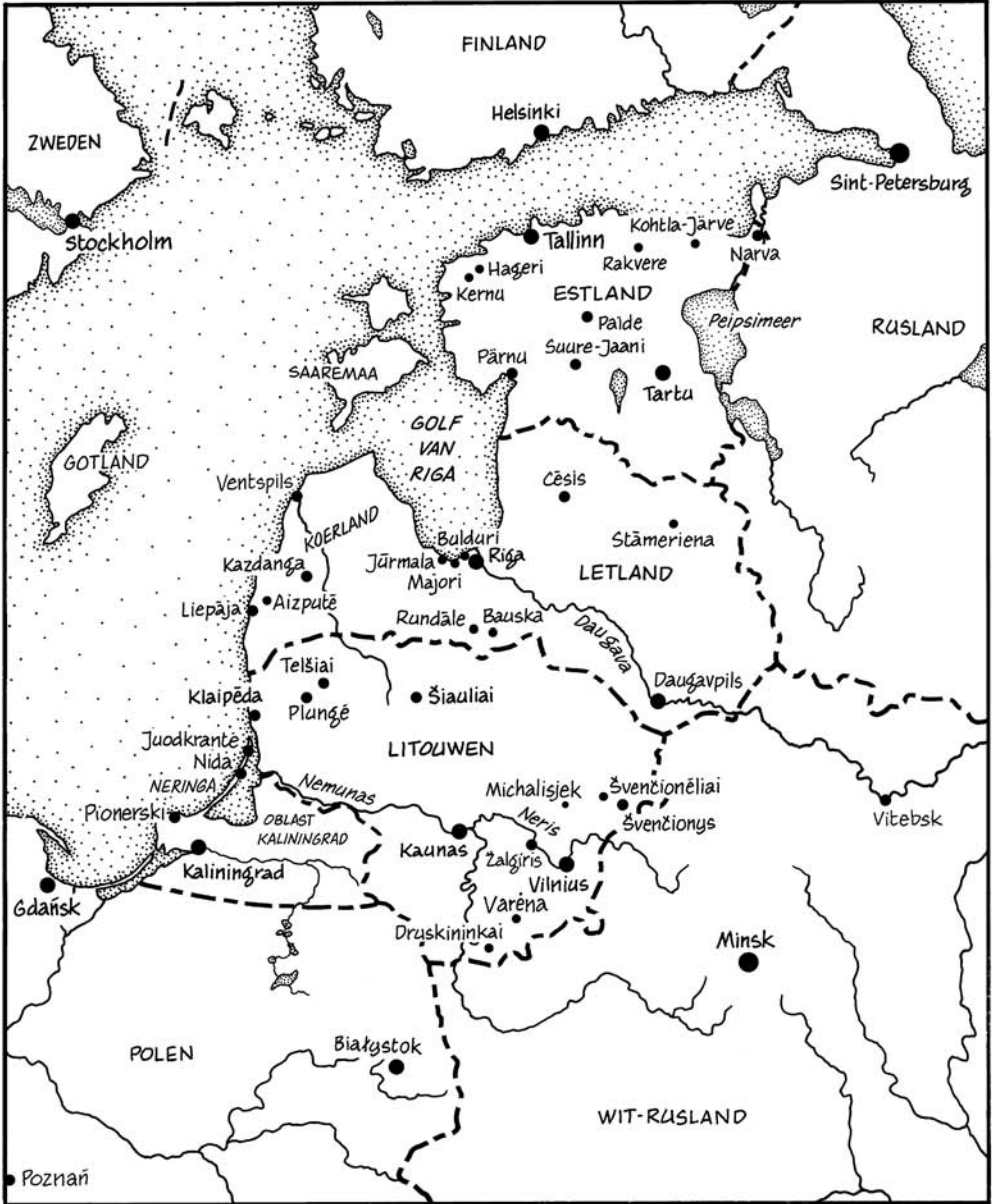 FINLAND
Helsinki
ZWEDEN
Sint-Petersburg
Stockholm
Tallinn
Kohtla-Järve
Rakvere
Narva
Hageri
Kernu
ESTLAND
Paide
Peipsimeer
RUSLAND
Suure-Jaani
Pärnu
SAAREMAA
Tartu
GOLF
VAN
RIGA
GOTLAND
Ventspils
Cēsis
KOERLAND
Stāmeriena
Bulduri
Riga
Jūrmala
Majori
Kazdanga
LETLAND
Aizputē
Liepāja
Rundāle
Bauska
Daugava
Telšiai
Daugavpils
Klaipėda
Plungé
Šiauliai
Juodkrantė
Nida
LITOUWEN
NERINGA
Nemunas
Michalisjek
Švenčionėliai
Švenčionys
Pionerski
OBLAST
KALININGRAD
Neris
Vitebsk
Kaunas
Žalgiris
Kaliningrad
Vilnius
Gdańsk
Varėna
Druskininkai
Minsk
Białystok
POLEN
WIT-RUSLAND
Poznań